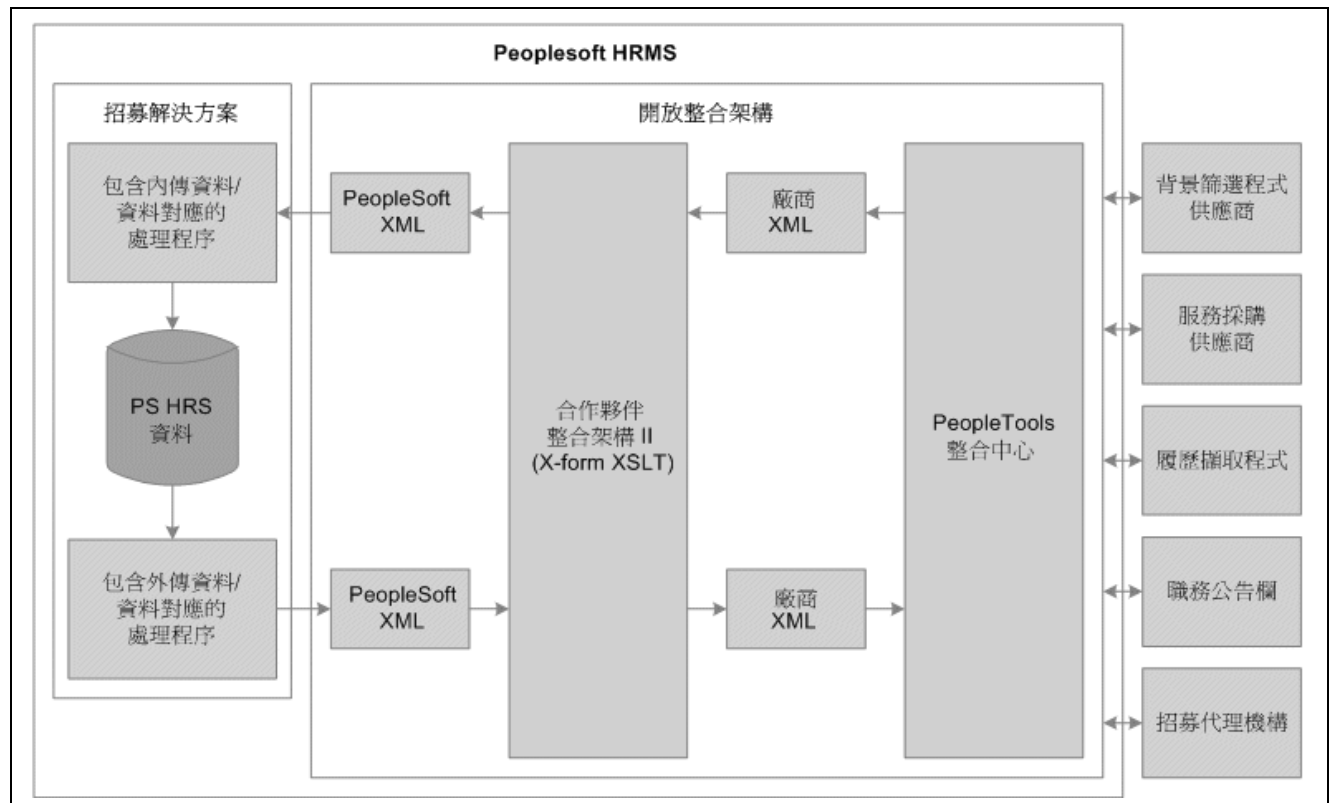 Peoplesoft HRMS
招募解決方案
包含內傳資料/
資料對應的
處理程序
PS HRS
資料
包含外傳資料/
資料對應的
處理程序
開放整合架構
PeopleSoft
XML
合作夥伴
整合架構 II
(X-form XSLT)
廠商
XML
PeopleTools
整合中心
PeopleSoft
XML
廠商
XML
背景篩選程式
供應商
服務採購
供應商
履歷擷取程式
職務公告欄
招募代理機構